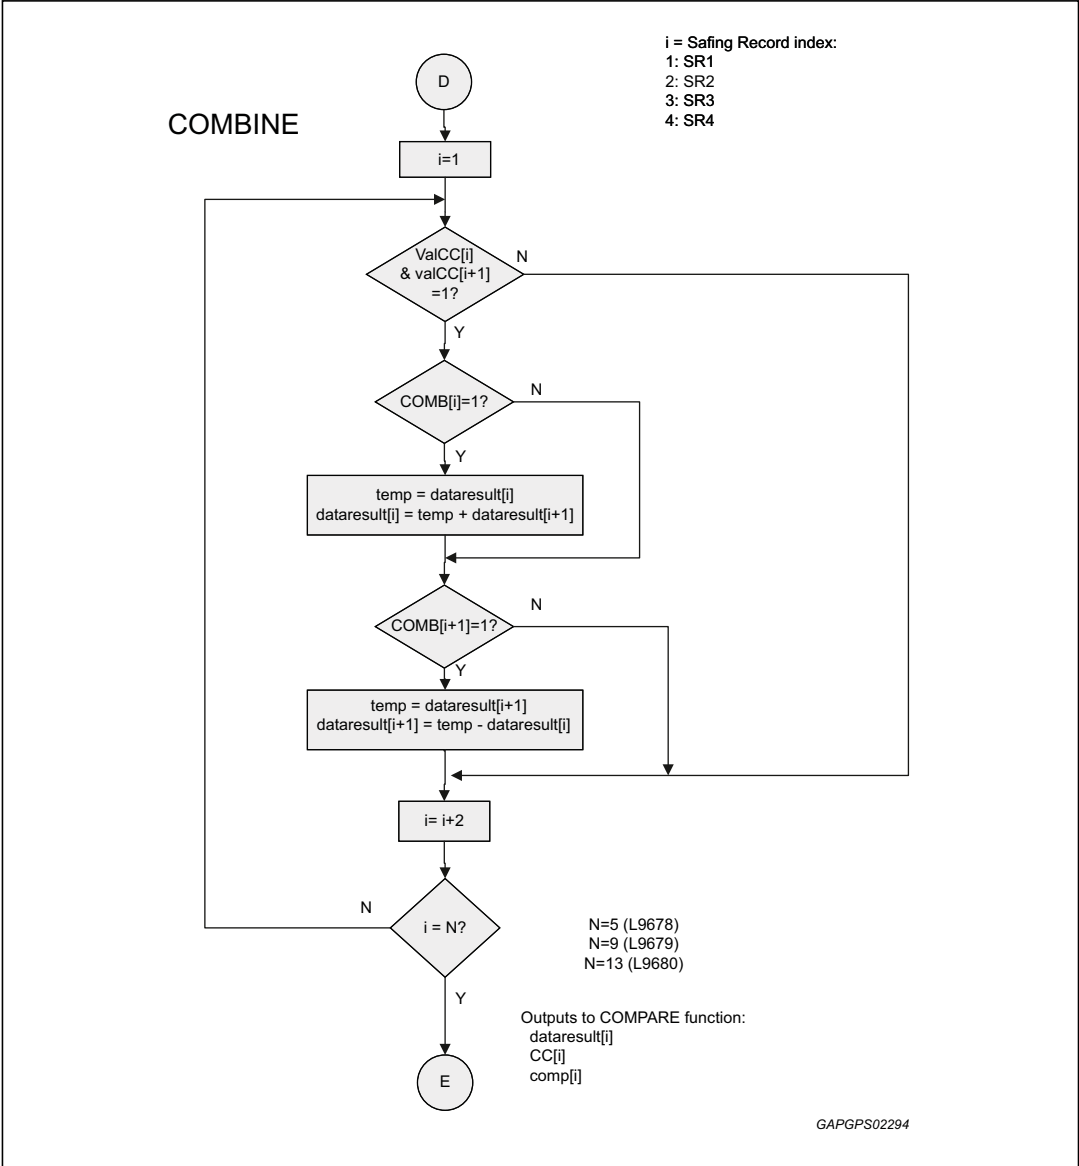 i = Safing Record index:
1: SR1
2: SR2
3: SR3
4: SR4
D
COMBINE
i=1
ValCC[i]
& valCC[i+1]
=1?
N
Y
COMB[i]=1?
N
Y
temp = dataresult[i]
dataresult[i] = temp + dataresult[i+1]
COMB[i+1]=1?
N
Y
temp = dataresult[i+1]
dataresult[i+1] = temp - dataresult[i]
i= i+2
N
i = N?
N=5 (L9678)
N=9 (L9679)
N=13 (L9680)
Y
Outputs to COMPARE function:
dataresult[i]
CC[i]
comp[i]
E
GAPGPS02294